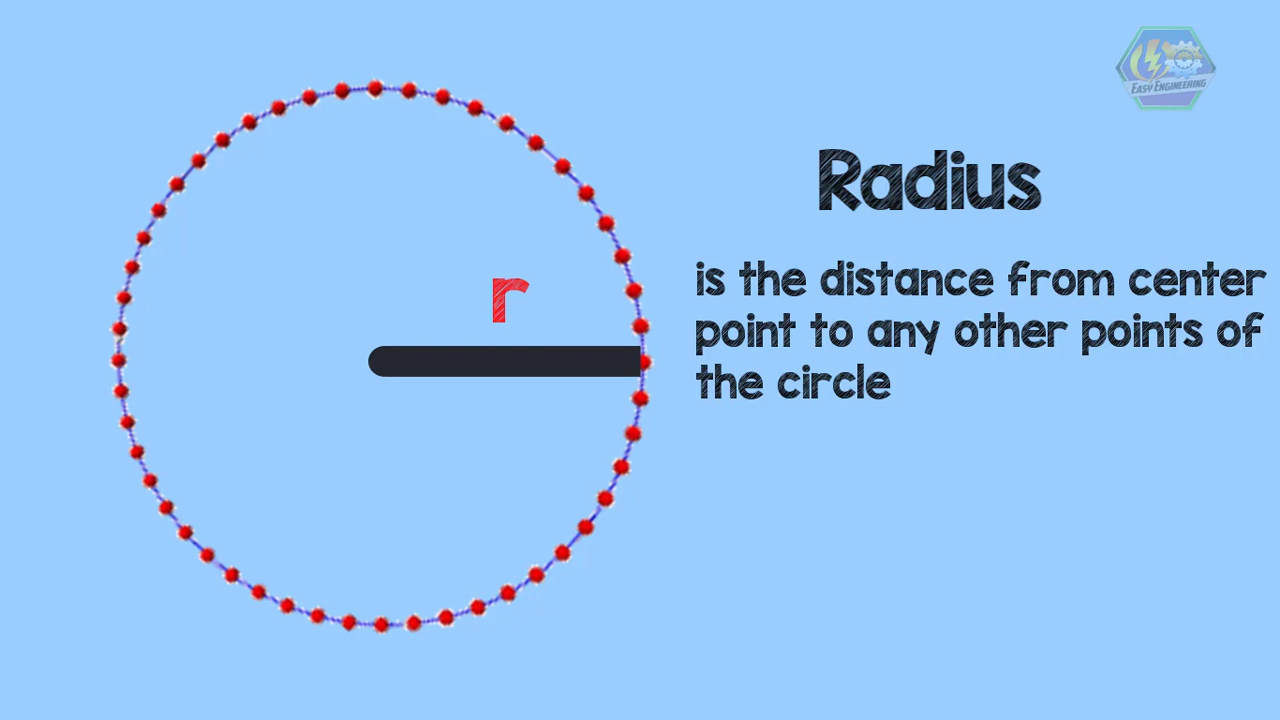 EASY ENGINEERING
Radius
r
is the distance from center
point to any other points of
the circle